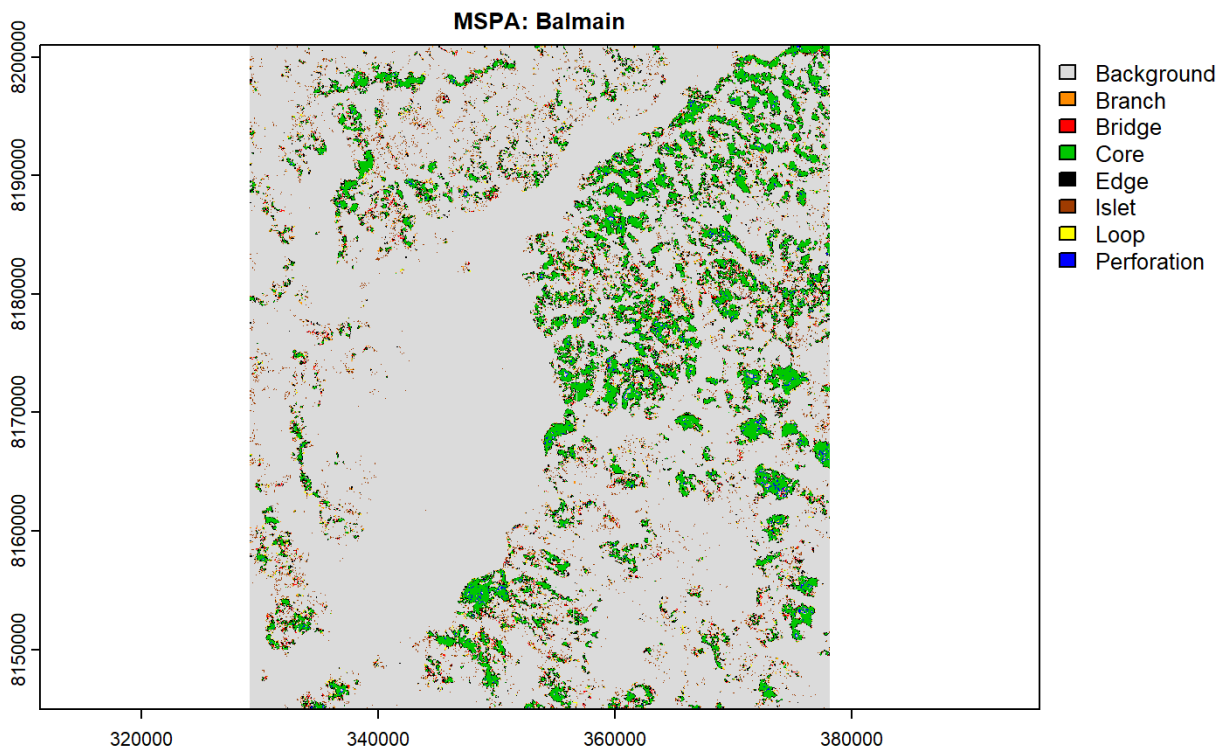 MSPA: Balmain
8200000
8190000
8180000
8170000
8160000
8150000
320000
340000
360000
380000
Background
Branch
Bridge
Core
Edge
Islet
Loop
Perforation